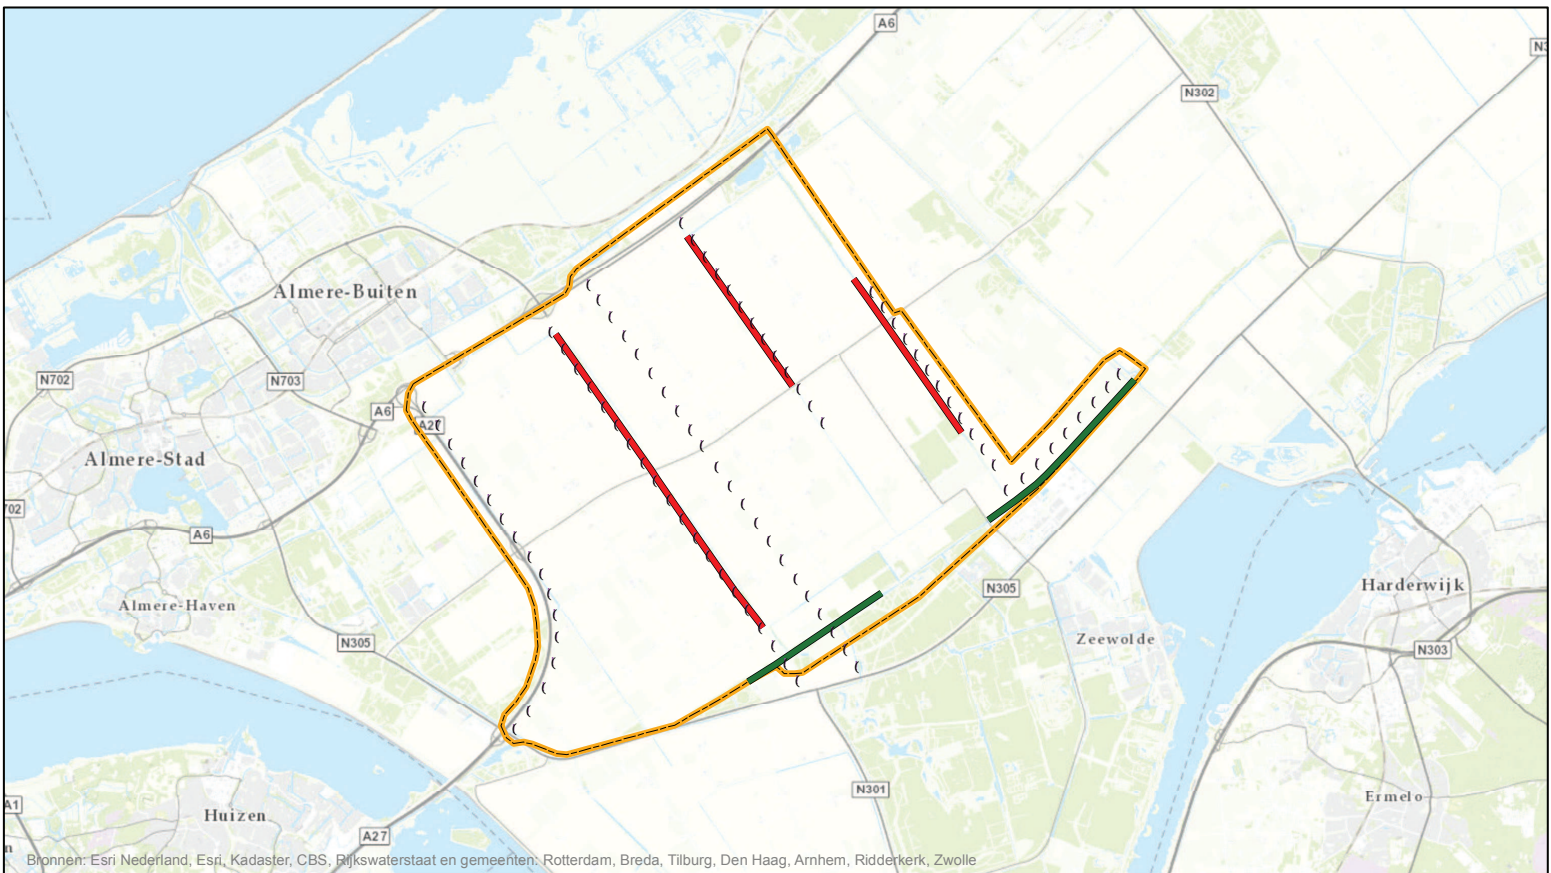 A6
N3
N302
Almere-Buiten
N702
N703
A6
A27
Almere-Stad
702
A6
Harderwijk
N305
Almere-Haven
Zeewolde
N305
N303
N301
Ermelo
A1
Huizen
A27
n
Bronnen: Esri Nederland, Esri, Kadaster, CBS, Rijkswaterstaat en gemeenten: Rotterdam, Breda, Tilburg, Den Haag, Arnhem, Ridderkerk, Zwolle